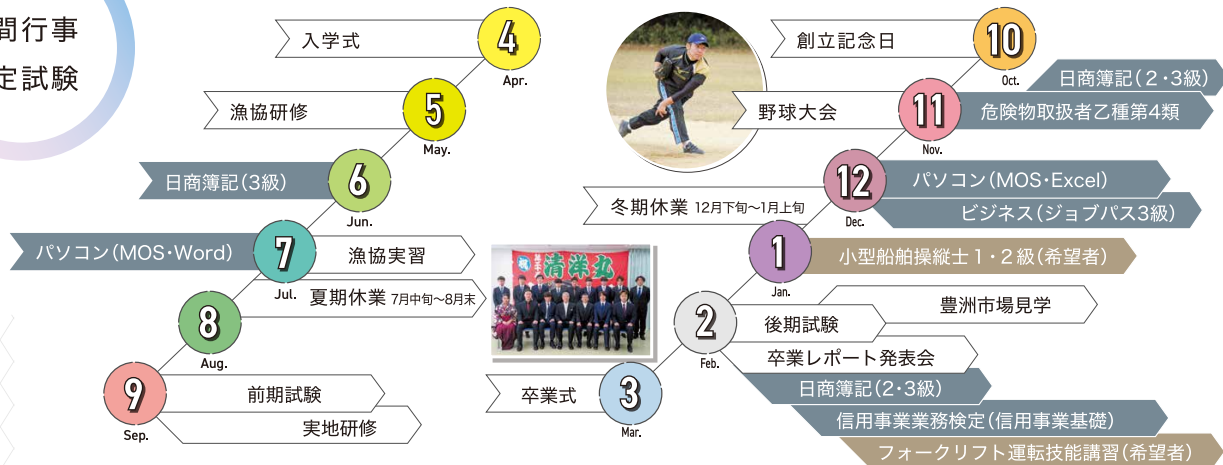 間行事
定試験
4
Apr.
入学式
5
May.
漁協研修
6
Jun.
日商簿記(3級)
7
Jul.
パソコン(MOS・Word)
漁協実習
夏期休業 7月中旬〜8月末
8
Aug.
9
Sep.
前期試験
実地研修
10
Oct.
創立記念日
日商簿記(2・3級)
11
Nov.
野球大会
危険物取扱者乙種第4類
12
Dec.
パソコン(MOS・Excel)
ビジネス(ジョブパス3級)
冬期休業 12月下旬〜1月上旬
1
Jan.
小型船舶操縦士1・2級(希望者)
2
Feb.
豊洲市場見学
後期試験
卒業レポート発表会
日商簿記(2・3級)
信用事業業務検定(信用事業基礎)
フォークリフト運転技能講習(希望者)
3
Mar.
卒業式
祝
清洋丸